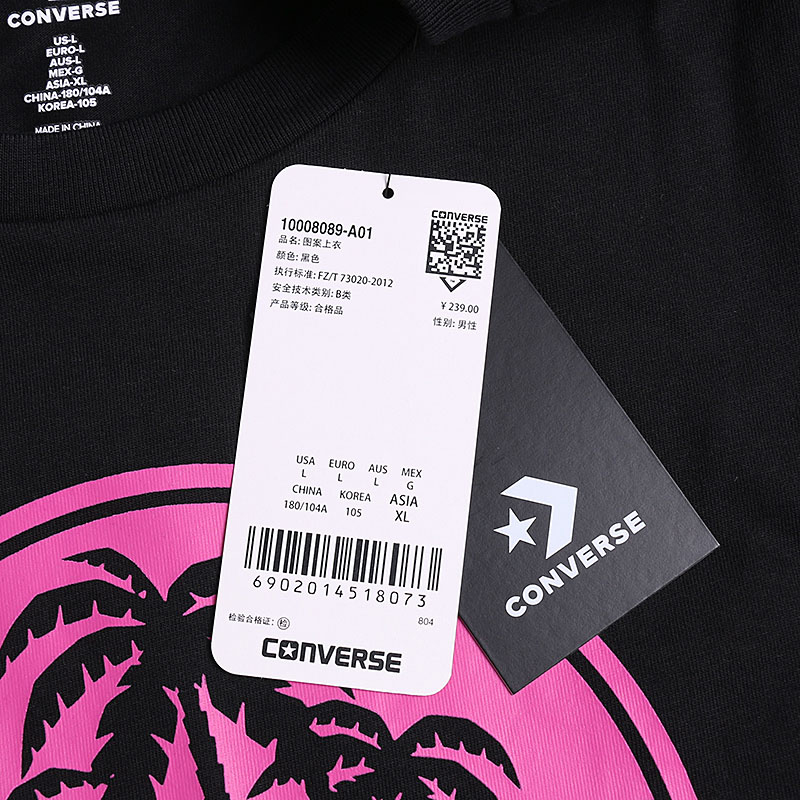 CONVERSE
US-L
EURO-L
AUS-L
MEX-G
ASIA-XL
CHINA-180/104A
KOREA-105
MADE IN CHINA
CONVERSE
10008089-A01
品名: 图案上衣
颜色: 黑色
执行标准: FZ/T 73020-2012
安全技术类别: B类
产品等级: 合格品
¥ 239.00
性别: 男性
USA EURO AUS MEX
L L L G
CHINA KOREA ASIA
180/104A 105 XL
6902014518073
检验合格证: 检
804
CONVERSE
CONVERSE